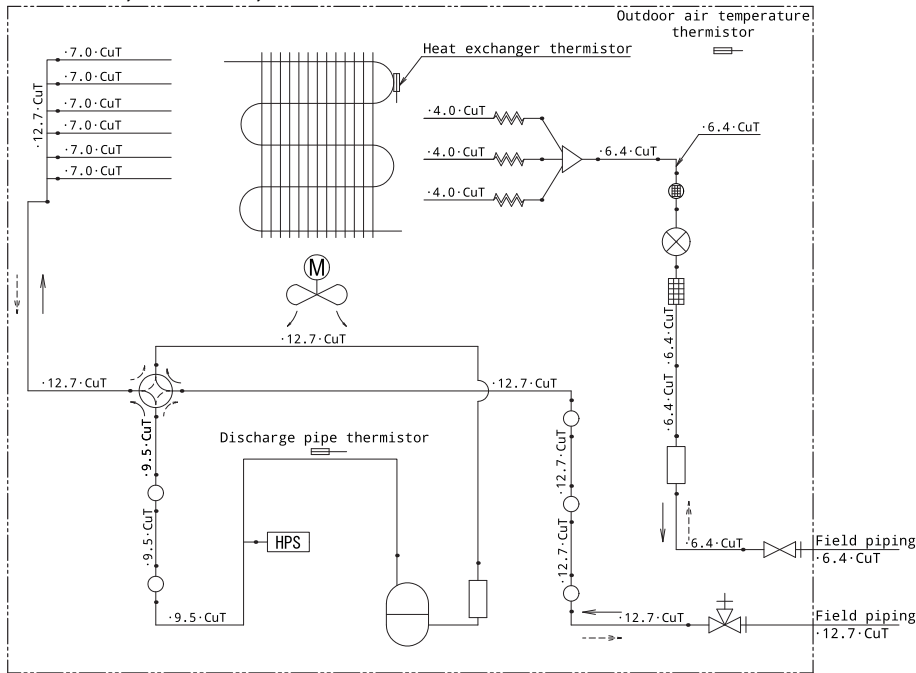 Outdoor air temperature
thermistor
Heat exchanger thermistor
·7.0·CuT
·7.0·CuT
·7.0·CuT
·7.0·CuT
·7.0·CuT
·7.0·CuT
·12.7·CuT
·4.0·CuT
·4.0·CuT
·4.0·CuT
·6.4·CuT
·6.4·CuT
M
·12.7·CuT
·12.7·CuT
·12.7·CuT
·6.4·CuT
·6.4·CuT
·9.5·CuT
Discharge pipe thermistor
·12.7·CuT
·9.5·CuT
HPS
·12.7·CuT
·6.4·CuT
Field piping
·6.4·CuT
·9.5·CuT
·12.7·CuT
Field piping
·12.7·CuT